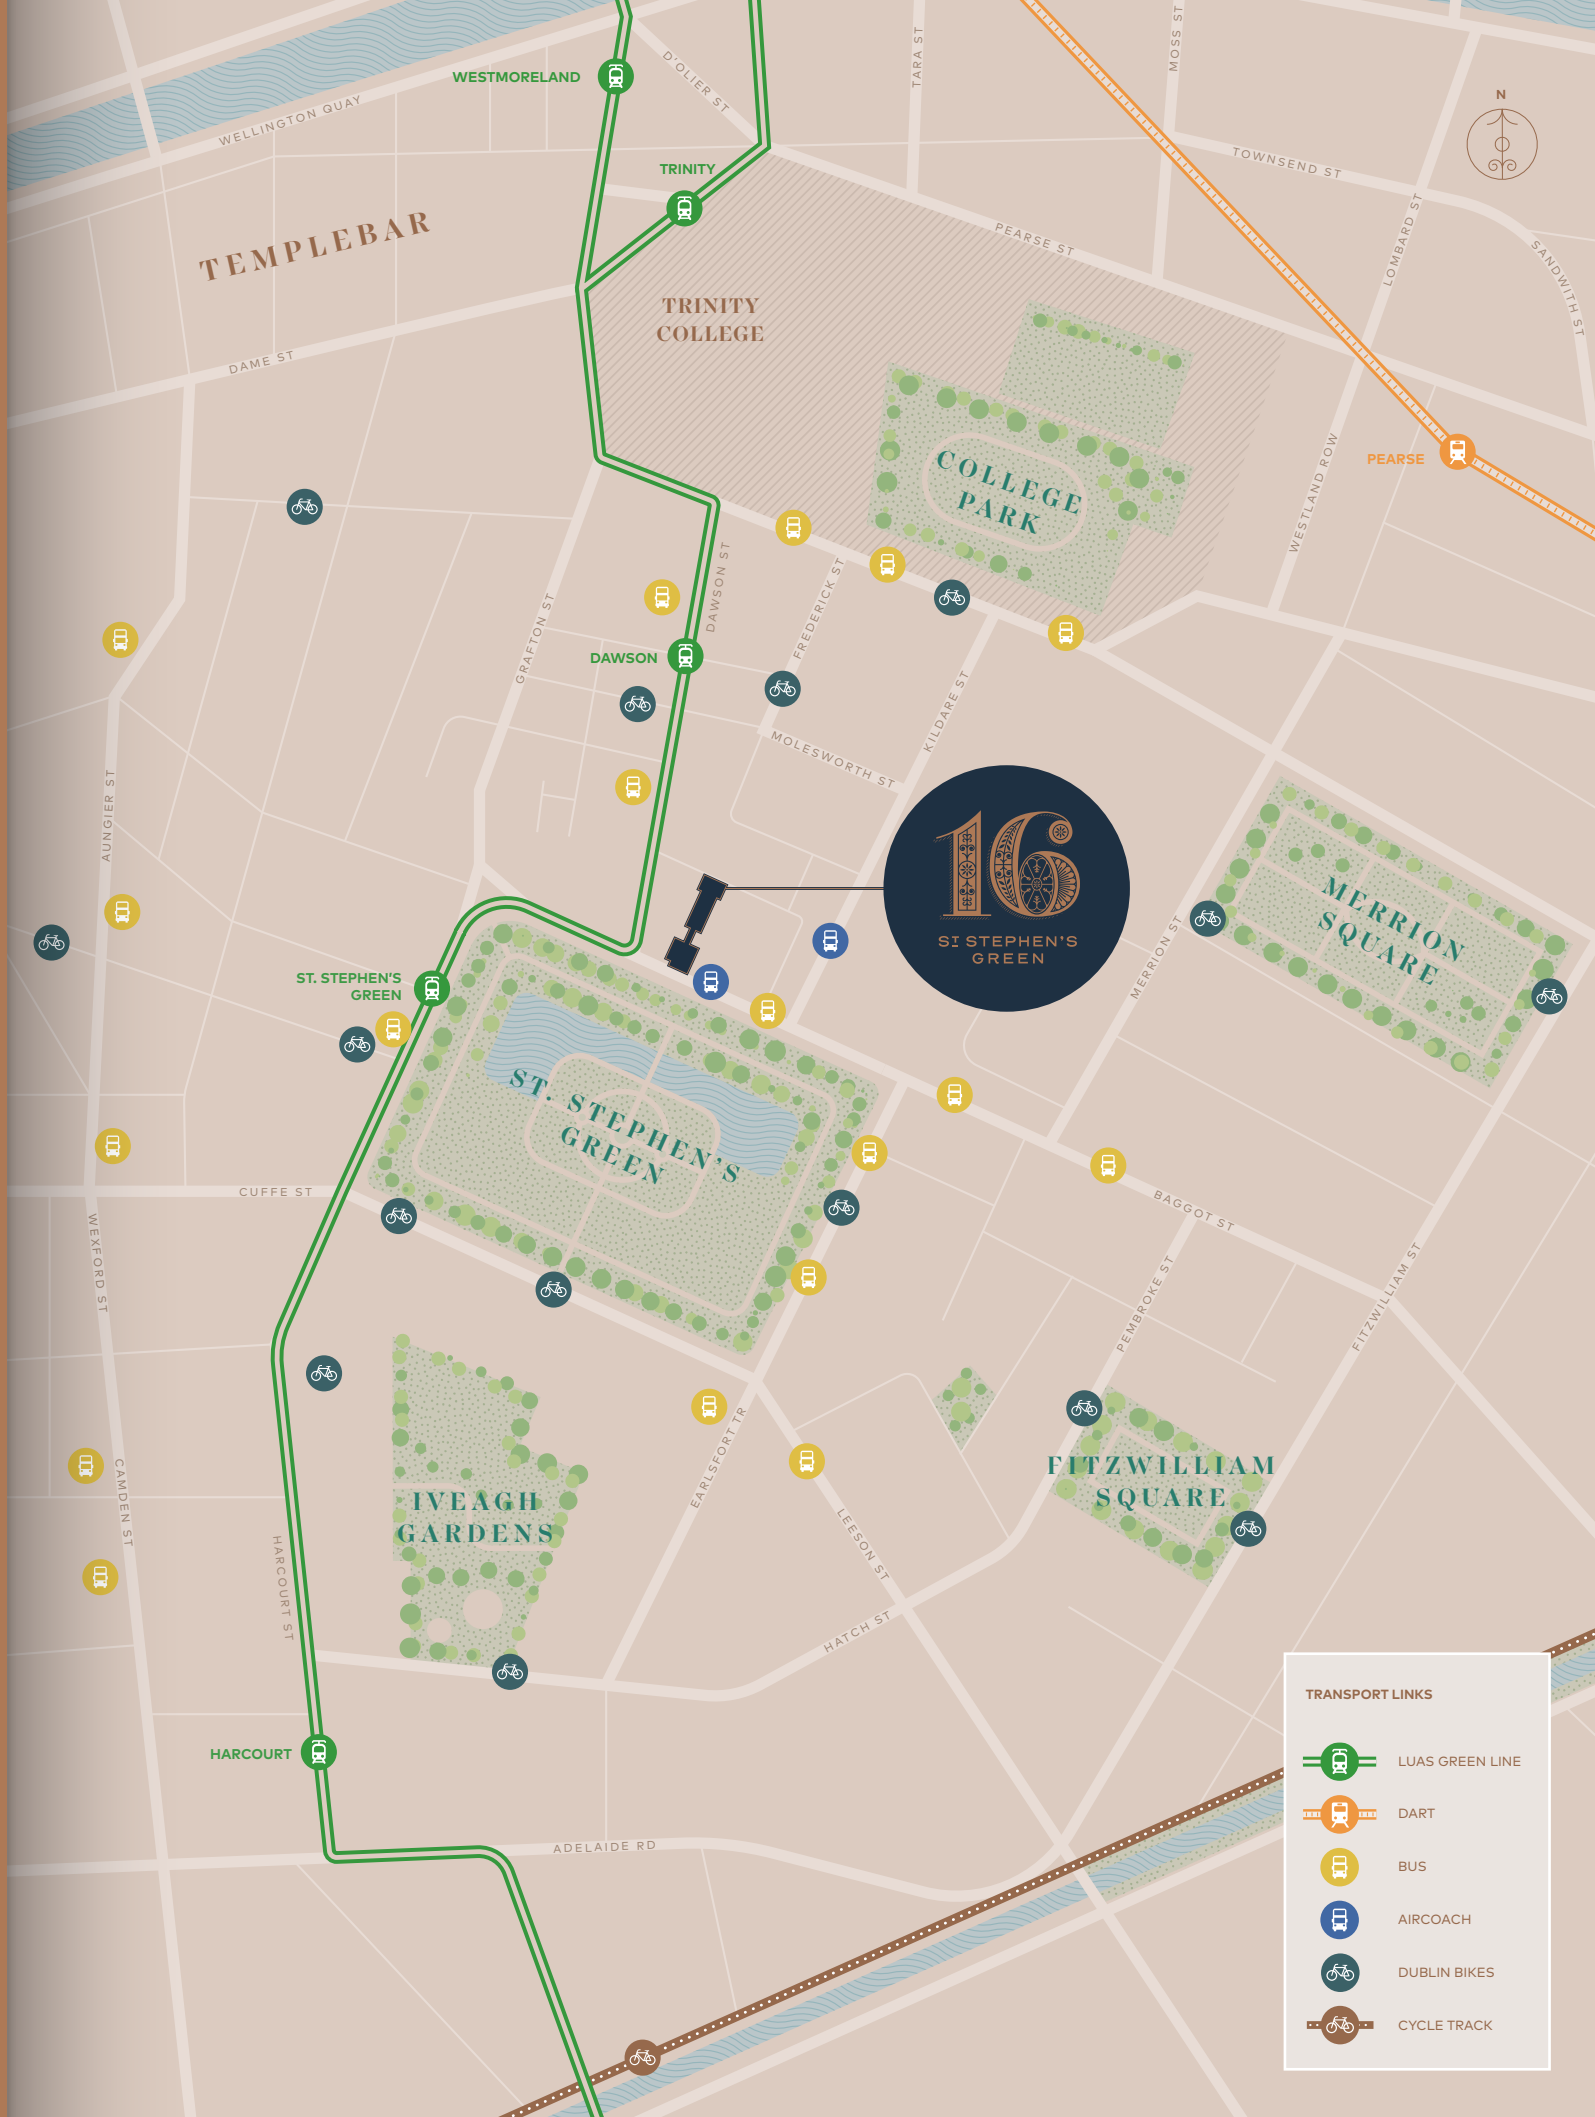 WESTMORELAND
D'OLIER ST
TARA ST
MOSS ST
N
WELLINGTON QUAY
TRINITY
TOWNSEND ST
LOMBARD ST
SANDWITH ST
TEMPLEBAR
PEARSE ST
TRINITY
COLLEGE
DAME ST
PEARSE
COLLEGE
PARK
WESTLAND ROW
DAWSON ST
FREDERICK ST
GRAFTON ST
DAWSON
KILDARE ST
MOLESWORTH ST
AUNGIER ST
16
ST STEPHEN'S
GREEN
MERRION
SQUARE
MERRION ST
ST. STEPHEN'S
GREEN
ST. STEPHEN'S
GREEN
CUFFE ST
BAGGOT ST
WEXFORD ST
PEMBROKE ST
FITZWILLIAM ST
EARLSFORT TR
FITZWILLIAM
SQUARE
CAMDEN ST
IVEAGH
GARDENS
HARCOURT ST
LEESON ST
HATCH ST
HARCOURT
ADELAIDE RD
TRANSPORT LINKS
LUAS GREEN LINE
DART
BUS
AIRCOACH
DUBLIN BIKES
CYCLE TRACK